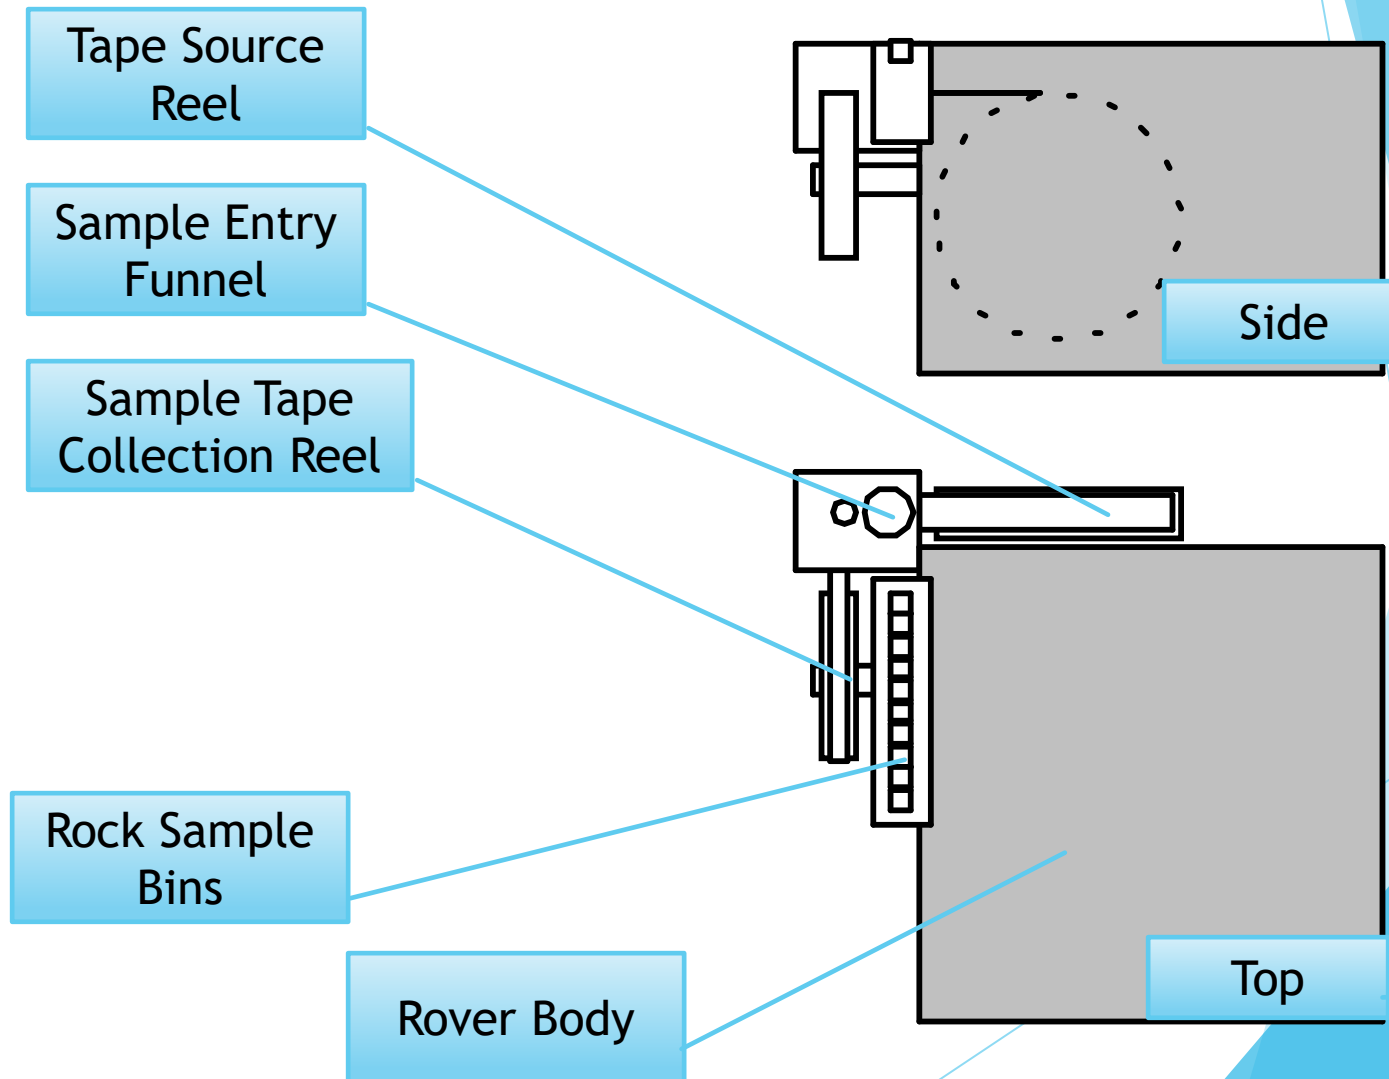 Tape Source
Reel
Sample Entry
Funnel
Side
Sample Tape
Collection Reel
Rock Sample
Bins
Rover Body
Top